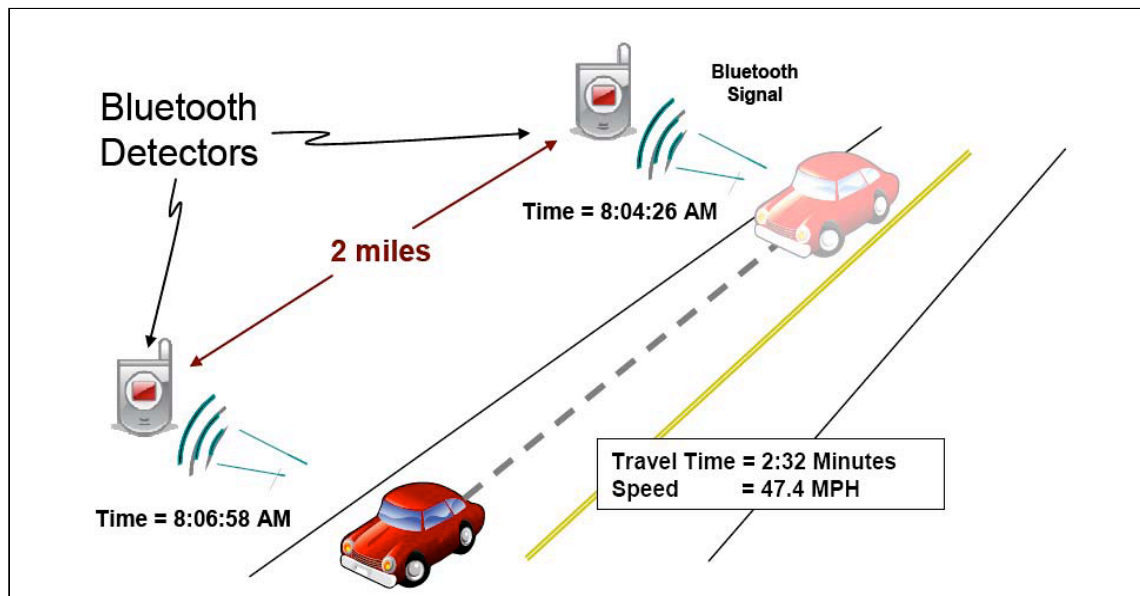 Bluetooth
Detectors
Bluetooth
Signal
Time = 8:04:26 AM
2 miles
Time = 8:06:58 AM
Travel Time = 2:32 Minutes
Speed = 47.4 MPH